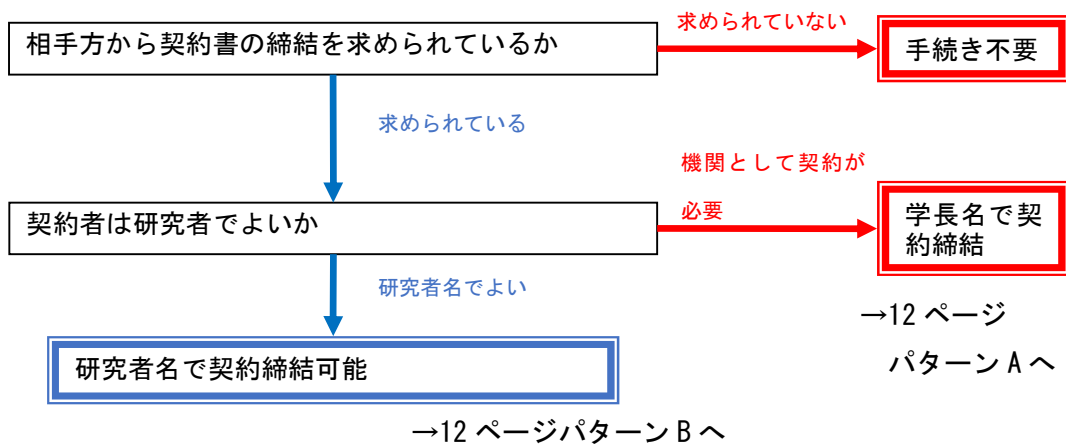 求められていない
相手方から契約書の締結を求められているか
手続き不要
求められている
機関として契約が
必要
契約者は研究者でよいか
学長名で契
約締結
研究者名でよい
→12 ページ
パターン A へ
研究者名で契約締結可能
→12 ページパターン B へ